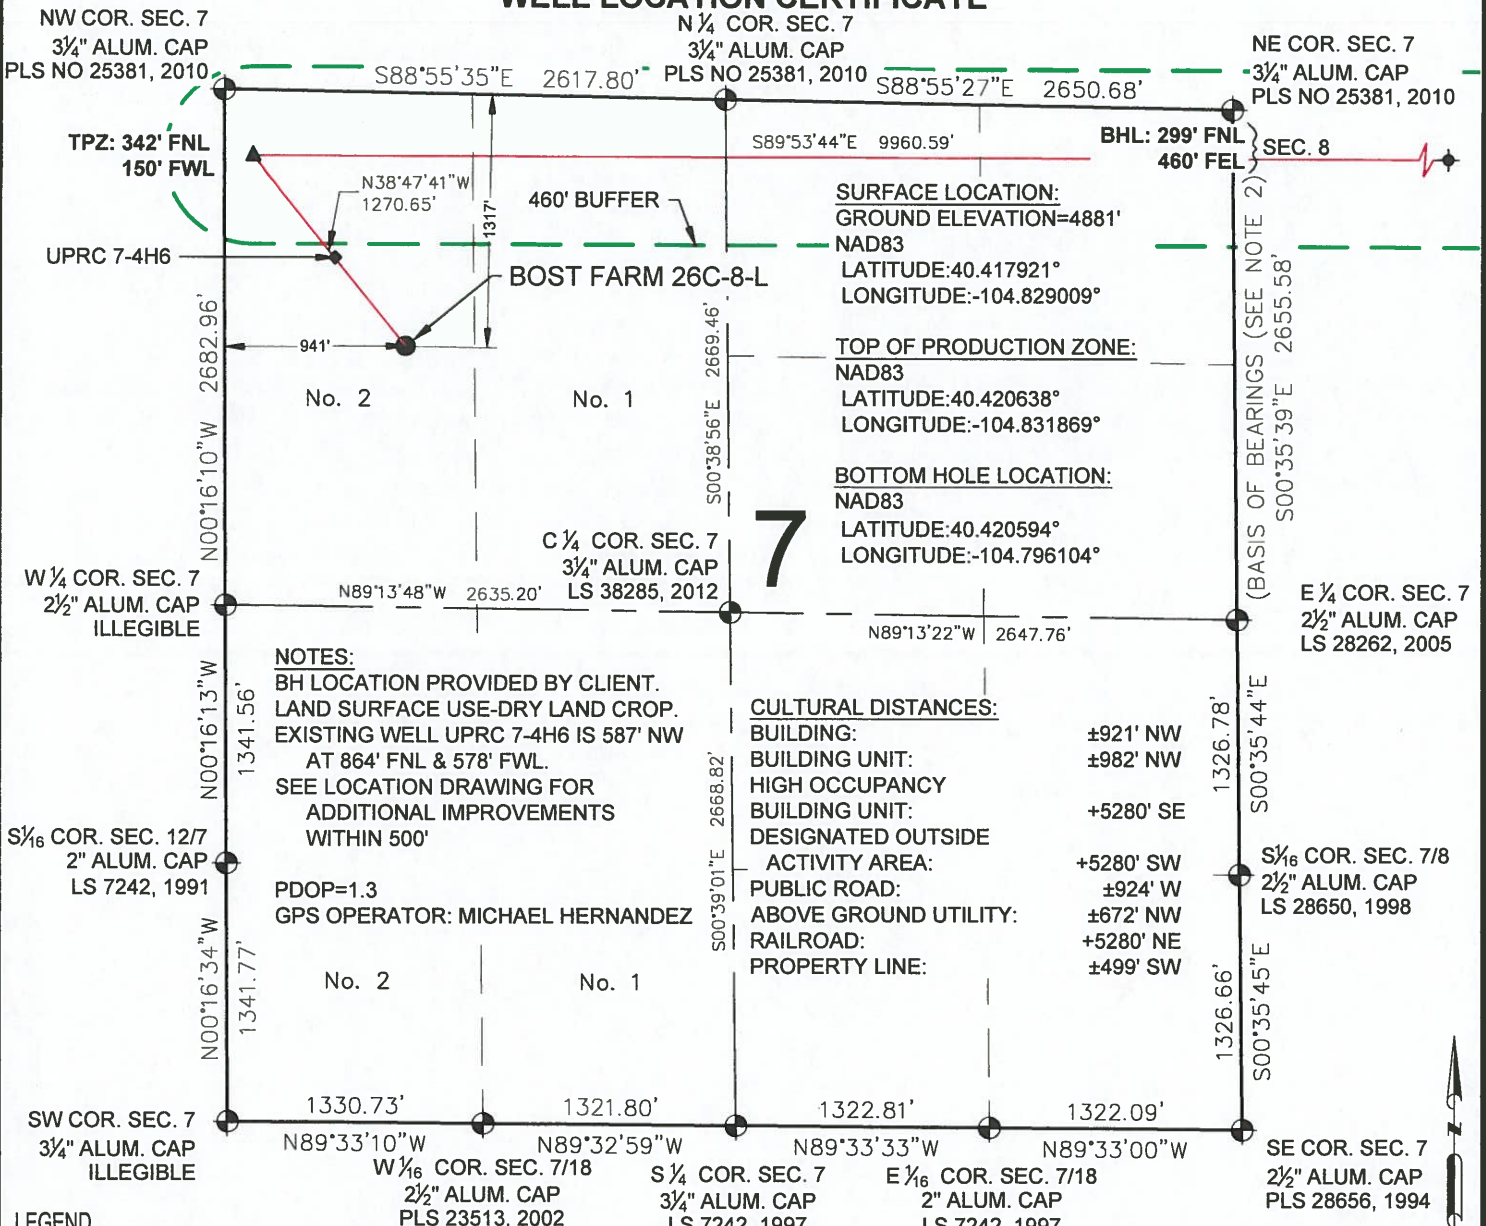 WELL LOCATION CERTIFICATE
NW COR. SEC. 7
3¼" ALUM. CAP
PLS NO 25381, 2010
N ¼ COR. SEC. 7
3¼" ALUM. CAP
PLS NO 25381, 2010
NE COR. SEC. 7
3¼" ALUM. CAP
PLS NO 25381, 2010
S88°55'35"E 2617.80'
S88°55'27"E 2650.68'
TPZ: 342' FNL
150' FWL
S89°53'44"E 9960.59'
BHL: 299' FNL
460' FEL
SEC. 8
N38°47'41"W
1270.65'
1317'
460' BUFFER
UPRC 7-4H6
BOST FARM 26C-8-L
941'
No. 2
No. 1
SURFACE LOCATION:
GROUND ELEVATION=4881'
NAD83
LATITUDE:40.417921°
LONGITUDE:-104.829009°
TOP OF PRODUCTION ZONE:
NAD83
LATITUDE:40.420638°
LONGITUDE:-104.831869°
BOTTOM HOLE LOCATION:
NAD83
LATITUDE:40.420594°
LONGITUDE:-104.796104°
N00°16'10"W 2682.96'
S00°38'56"E 2669.46'
(BASIS OF BEARINGS (SEE NOTE 2)
S00°35'39"E 2655.58'
7
C ¼ COR. SEC. 7
3¼" ALUM. CAP
LS 38285, 2012
W ¼ COR. SEC. 7
2½" ALUM. CAP
ILLEGIBLE
N89°13'48"W 2635.20'
N89°13'22"W 2647.76'
E ¼ COR. SEC. 7
2½" ALUM. CAP
LS 28262, 2005
NOTES:
BH LOCATION PROVIDED BY CLIENT.
LAND SURFACE USE-DRY LAND CROP.
EXISTING WELL UPRC 7-4H6 IS 587' NW
AT 864' FNL & 578' FWL.
SEE LOCATION DRAWING FOR
ADDITIONAL IMPROVEMENTS
WITHIN 500'
PDOP=1.3
GPS OPERATOR: MICHAEL HERNANDEZ
CULTURAL DISTANCES:
BUILDING: ±921' NW
BUILDING UNIT: ±982' NW
HIGH OCCUPANCY
BUILDING UNIT: +5280' SE
DESIGNATED OUTSIDE
ACTIVITY AREA: +5280' SW
PUBLIC ROAD: ±924' W
ABOVE GROUND UTILITY: ±672' NW
RAILROAD: +5280' NE
PROPERTY LINE: ±499' SW
N00°16'13"W
1341.56'
S00°39'01"E 2668.82'
1326.78'
S00°35'44"E
S1⁄16 COR. SEC. 12/7
2" ALUM. CAP
LS 7242, 1991
S1⁄16 COR. SEC. 7/8
2½" ALUM. CAP
LS 28650, 1998
No. 2
No. 1
N00°16'34"W
1341.77'
1326.66'
S00°35'45"E
SW COR. SEC. 7
3¼" ALUM. CAP
ILLEGIBLE
1330.73'
N89°33'10"W
1321.80'
N89°32'59"W
1322.81'
N89°33'33"W
1322.09'
N89°33'00"W
W 1⁄16 COR. SEC. 7/18
2½" ALUM. CAP
PLS 23513, 2002
S ¼ COR. SEC. 7
3¼" ALUM. CAP
LS 7242, 1997
E 1⁄16 COR. SEC. 7/18
2" ALUM. CAP
LS 7242, 1997
SE COR. SEC. 7
2½" ALUM. CAP
PLS 28656, 1994
N
LEGEND